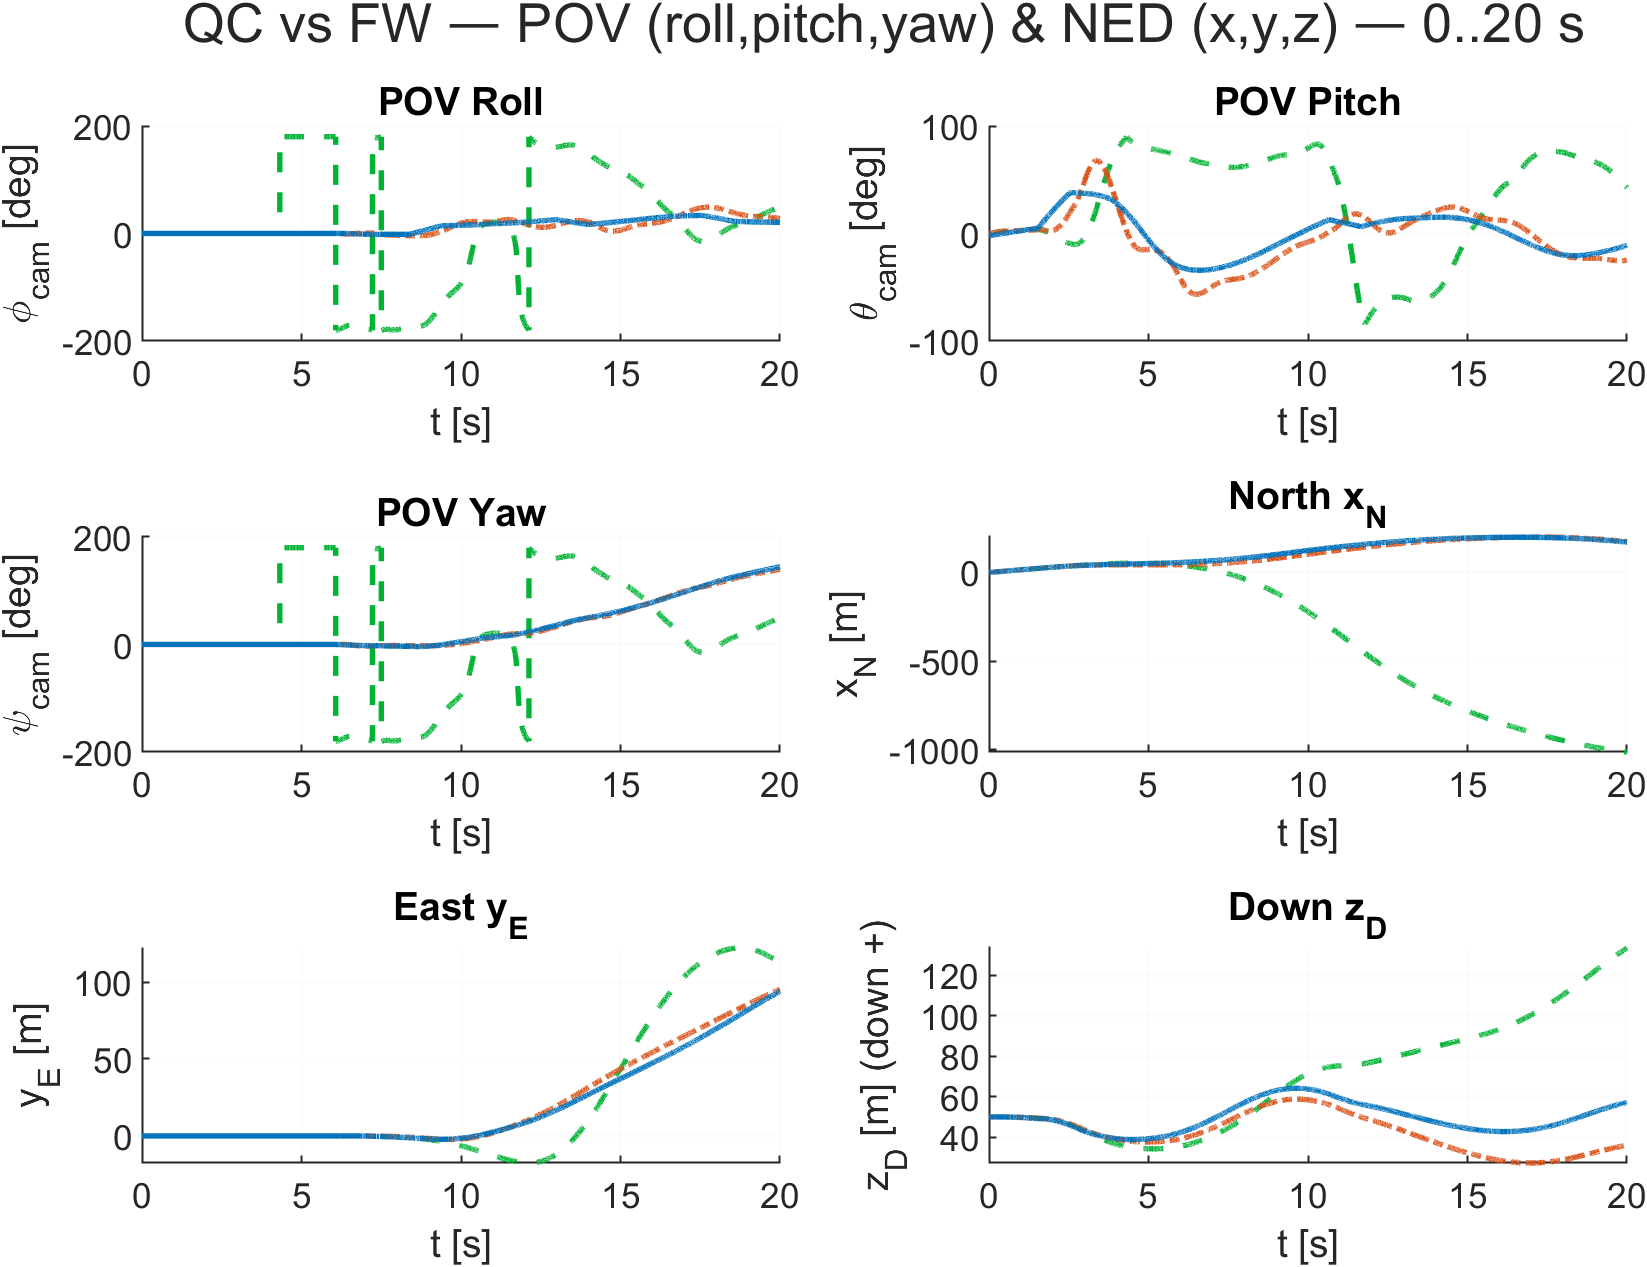 QC vs FW — POV (roll,pitch,yaw) & NED (x,y,z) — 0..20 s
POV Roll
200
0
-200
ϕcam [deg]
0 5 10 15 20
t [s]
POV Pitch
100
0
-100
θcam [deg]
0 5 10 15 20
t [s]
POV Yaw
200
0
-200
ψcam [deg]
0 5 10 15 20
t [s]
North xN
0
-500
-1000
xN [m]
0 5 10 15 20
t [s]
East yE
100
50
0
yE [m]
0 5 10 15 20
t [s]
Down zD
120
100
80
60
40
zD [m] (down +)
0 5 10 15 20
t [s]